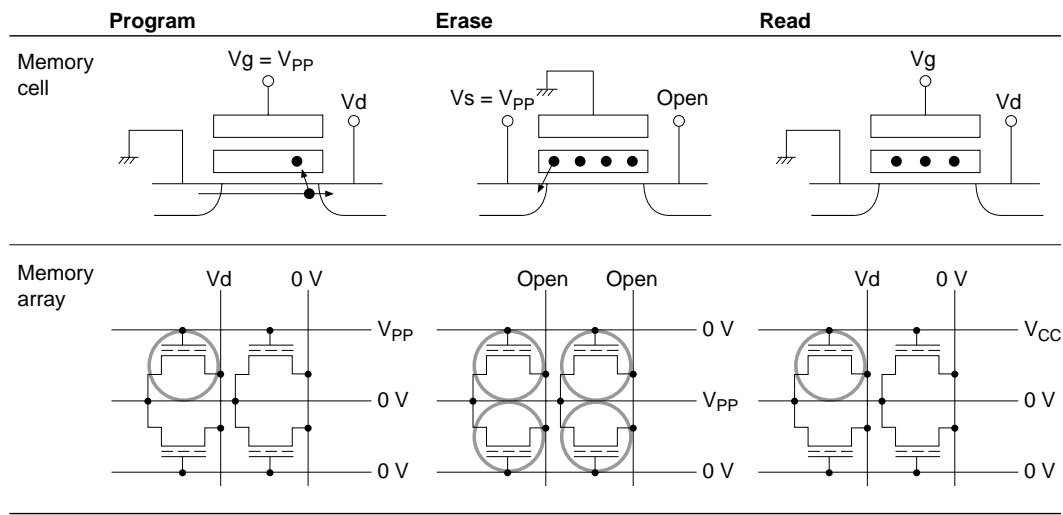 Program Erase Read
Memory
cell
Vg = VPP
Vd
Vs = VPP
Open
Vg
Vd
Memory
array
Vd 0 V
VPP
0 V
0 V
Open Open
0 V
VPP
0 V
Vd 0 V
VCC
0 V
0 V